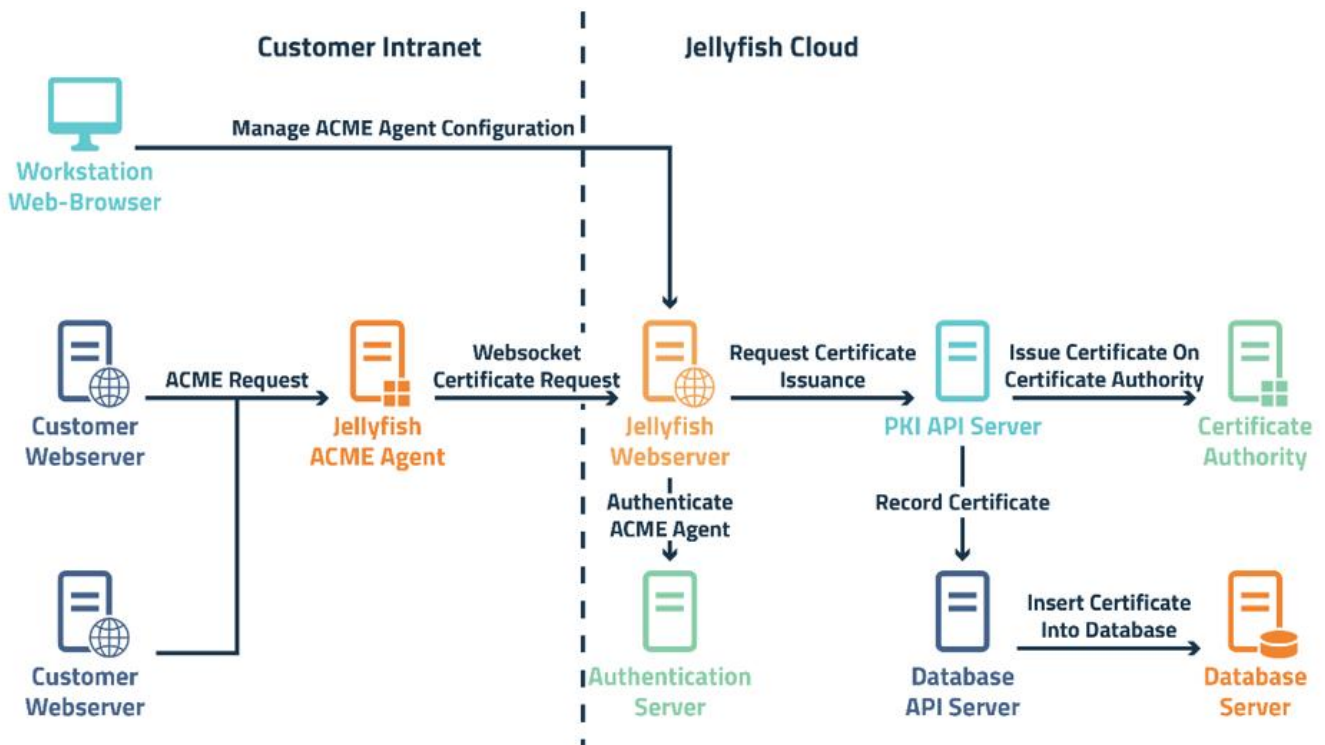 Customer Intranet
Jellyfish Cloud
Manage ACME Agent Configuration
Workstation
Web-Browser
ACME Request
Websocket
Certificate Request
Request Certificate
Issuance
Issue Certificate On
Certificate Authority
Customer
Webserver
Jellyfish
ACME Agent
Jellyfish
Webserver
PKI API Server
Certificate
Authority
Authenticate
ACME Agent
Record Certificate
Insert Certificate
Into Database
Customer
Webserver
Authentication
Server
Database
API Server
Database
Server